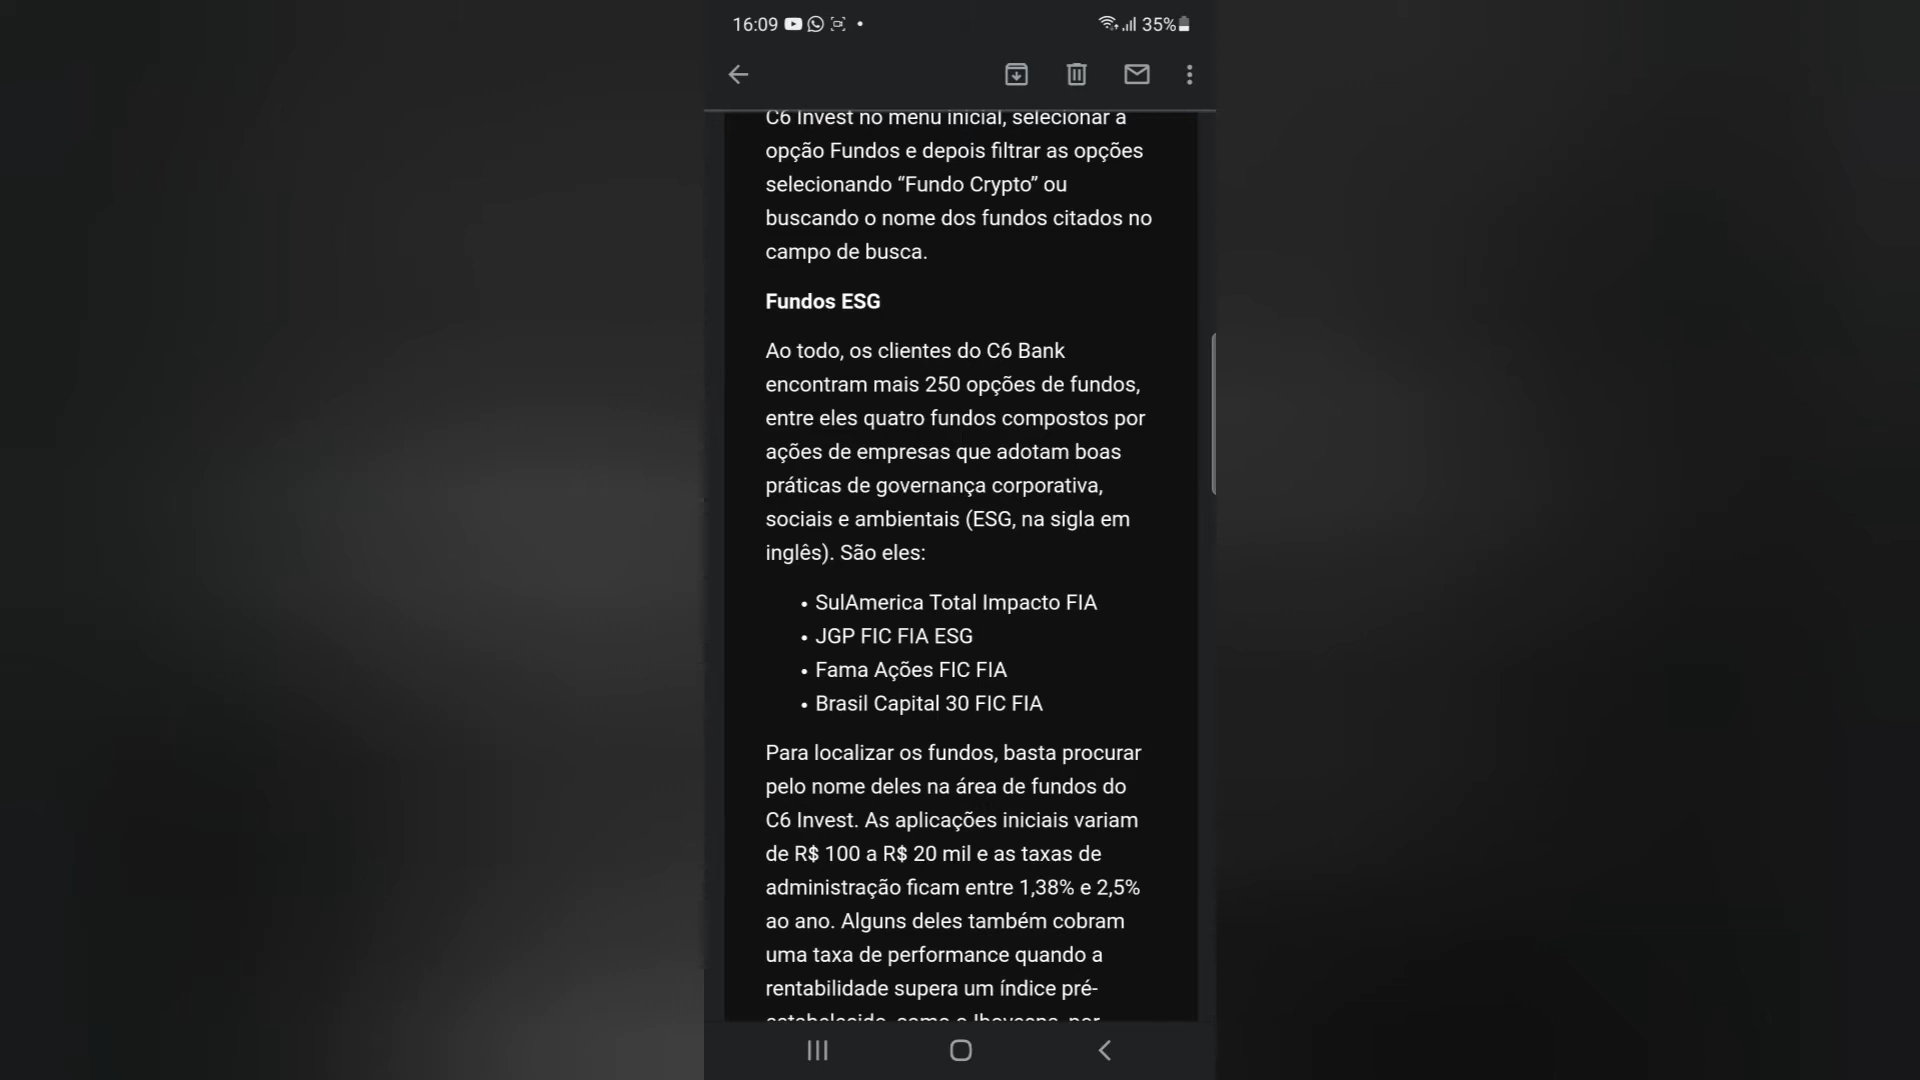 16:09
35%
C6 Invest no menu inicial, selecionar a
opção Fundos e depois filtrar as opções
selecionando “Fundo Crypto” ou
buscando o nome dos fundos citados no
campo de busca.
Fundos ESG
Ao todo, os clientes do C6 Bank
encontram mais 250 opções de fundos,
entre eles quatro fundos compostos por
ações de empresas que adotam boas
práticas de governança corporativa,
sociais e ambientais (ESG, na sigla em
inglês). São eles:
• SulAmerica Total Impacto FIA
• JGP FIC FIA ESG
• Fama Ações FIC FIA
• Brasil Capital 30 FIC FIA
Para localizar os fundos, basta procurar
pelo nome deles na área de fundos do
C6 Invest. As aplicações iniciais variam
de R$ 100 a R$ 20 mil e as taxas de
administração ficam entre 1,38% e 2,5%
ao ano. Alguns deles também cobram
uma taxa de performance quando a
rentabilidade supera um índice pré-
estabelecido, como o Ibovespa, por